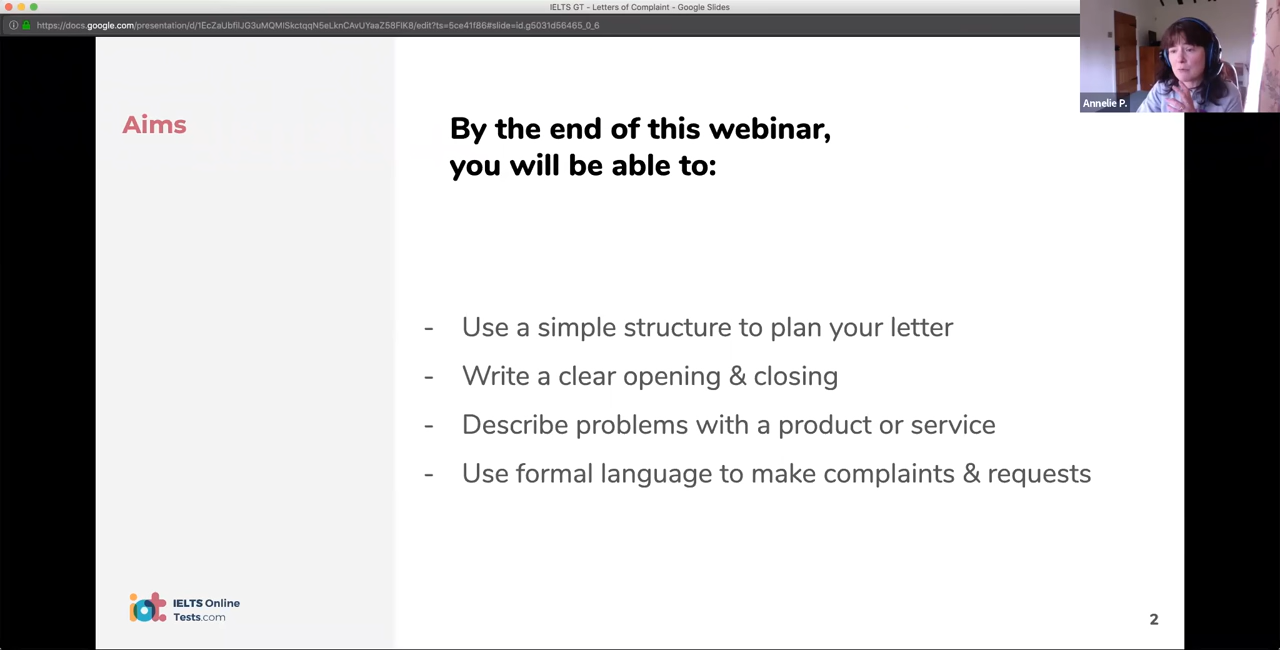 IELTS GT - Letters of Complaint - Google Slides
Annelie P.
Aims
By the end of this webinar,
you will be able to:
- Use a simple structure to plan your letter
- Write a clear opening & closing
- Describe problems with a product or service
- Use formal language to make complaints & requests
iot IELTS Online
Tests.com
2